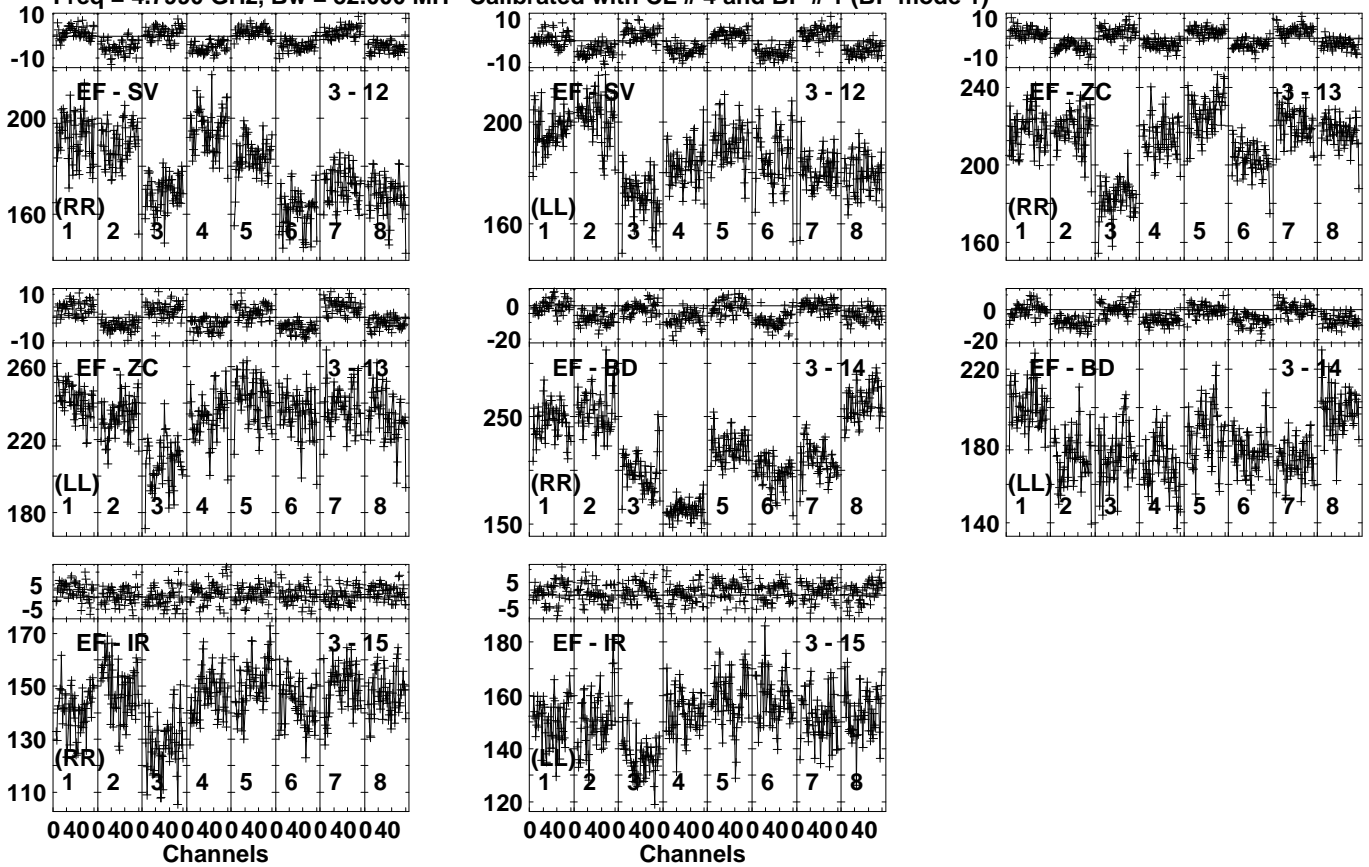 Freq = 4.7990 GHz, Bw = 32.000 MH Calibrated with CL # 4 and BP # 1 (BP mode 1)
10
-10
EF - SV 3 - 12
200
160
(RR)
1 2 3 4 5 6 7 8
10
-10
EF - SV 3 - 12
200
160
(LL)
1 2 3 4 5 6 7 8
10
-10
240
EF - ZC 3 - 13
200
160
(RR)
1 2 3 4 5 6 7 8
10
-10
260
EF - ZC 3 - 13
220
180
(LL)
1 2 3 4 5 6 7 8
0
-20
EF - BD 3 - 14
250
150
(RR)
1 2 3 4 5 6 7 8
0
-20
220
EF - BD 3 - 14
180
140
(LL)
1 2 3 4 5 6 7 8
5
-5
170
EF - IR 3 - 15
150
130
110
(RR)
1 2 3 4 5 6 7 8
0 40 0 40 0 40 0 40 0 40 0 40 0 40 0 40
Channels
5
-5
180
EF - IR 3 - 15
160
140
120
(LL)
1 2 3 4 5 6 7 8
0 40 0 40 0 40 0 40 0 40 0 40 0 40 0 40
Channels